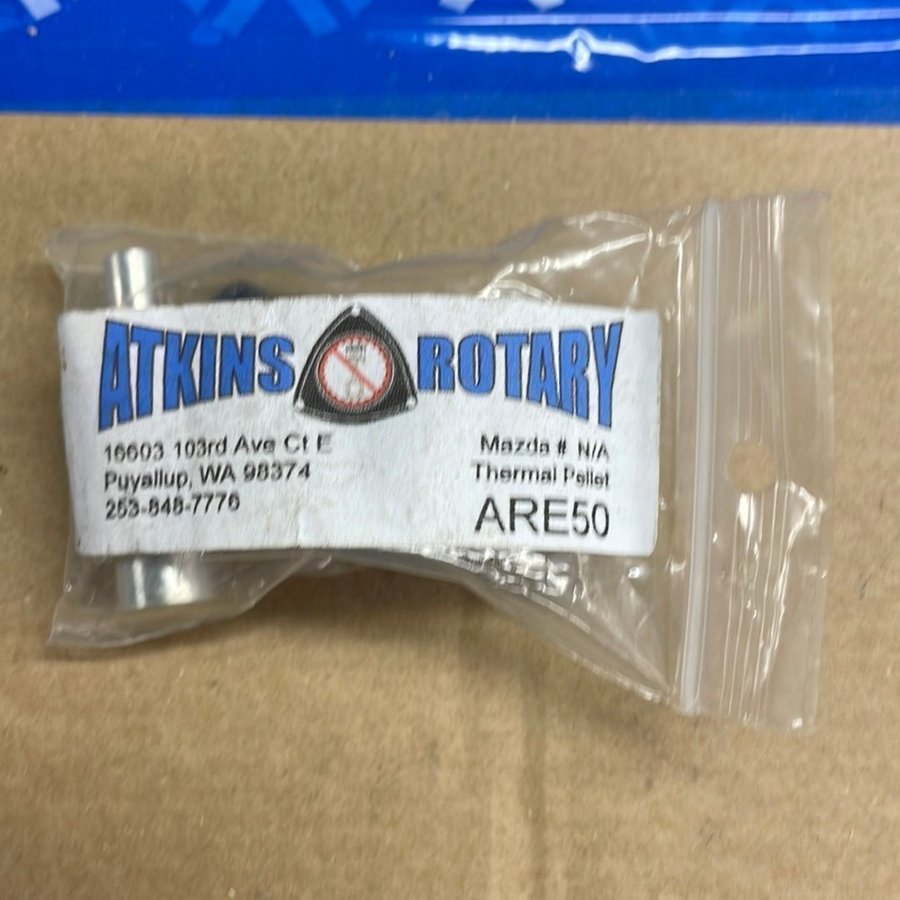 ATKINS ROTARY
16603 103rd Ave Ct E
Puyallup, WA 98374
253-848-7776
Mazda # N/A
Thermal Pellet
ARE50